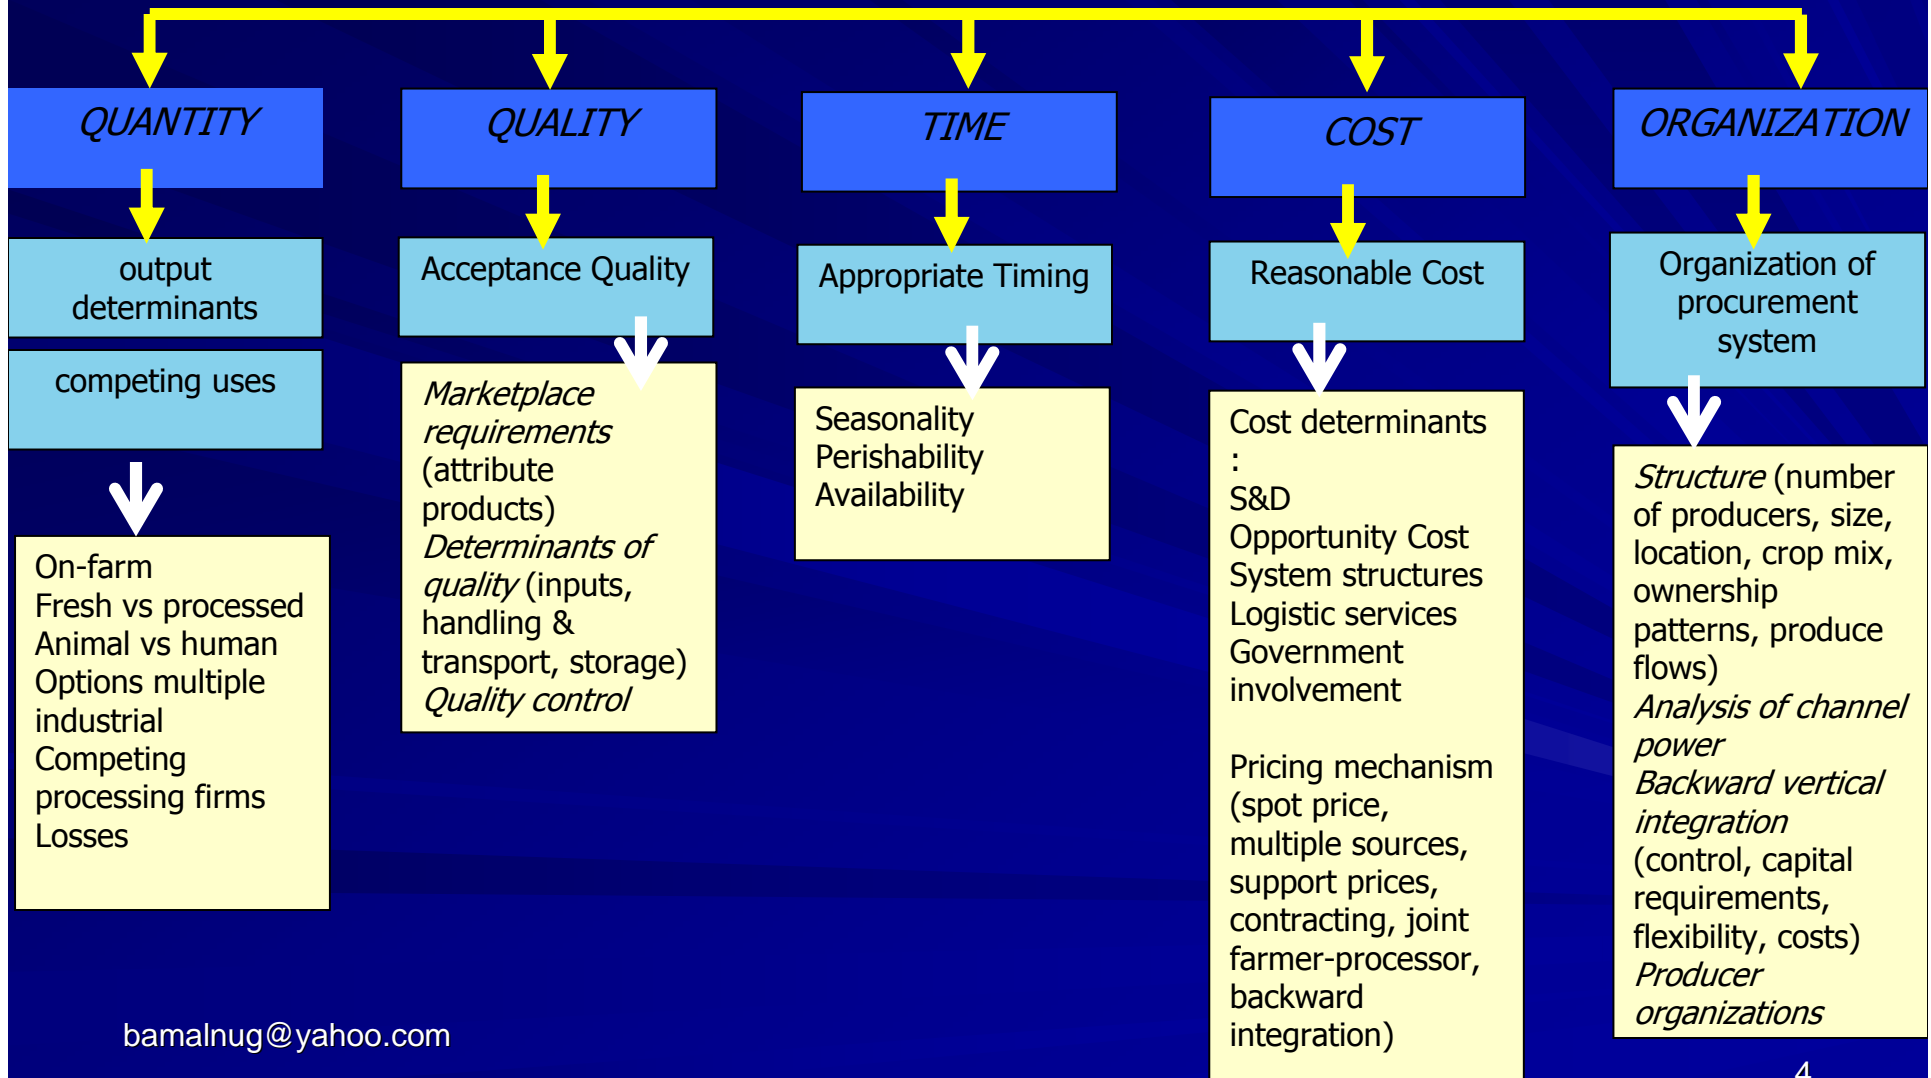 QUANTITY
output
determinants
competing uses
On-farm
Fresh vs processed
Animal vs human
Options multiple
industrial
Competing
processing firms
Losses
QUALITY
Acceptance Quality
Marketplace
requirements
(attribute
products)
Determinants of
quality (inputs,
handling &
transport, storage)
Quality control
TIME
Appropriate Timing
Seasonality
Perishability
Availability
COST
Reasonable Cost
Cost determinants
:
S&D
Opportunity Cost
System structures
Logistic services
Government
involvement
Pricing mechanism
(spot price,
multiple sources,
support prices,
contracting, joint
farmer-processor,
backward
integration)
ORGANIZATION
Organization of
procurement
system
Structure (number
of producers, size,
location, crop mix,
ownership
patterns, produce
flows)
Analysis of channel
power
Backward vertical
integration
(control, capital
requirements,
flexibility, costs)
Producer
organizations
bamalnug@yahoo.com
4